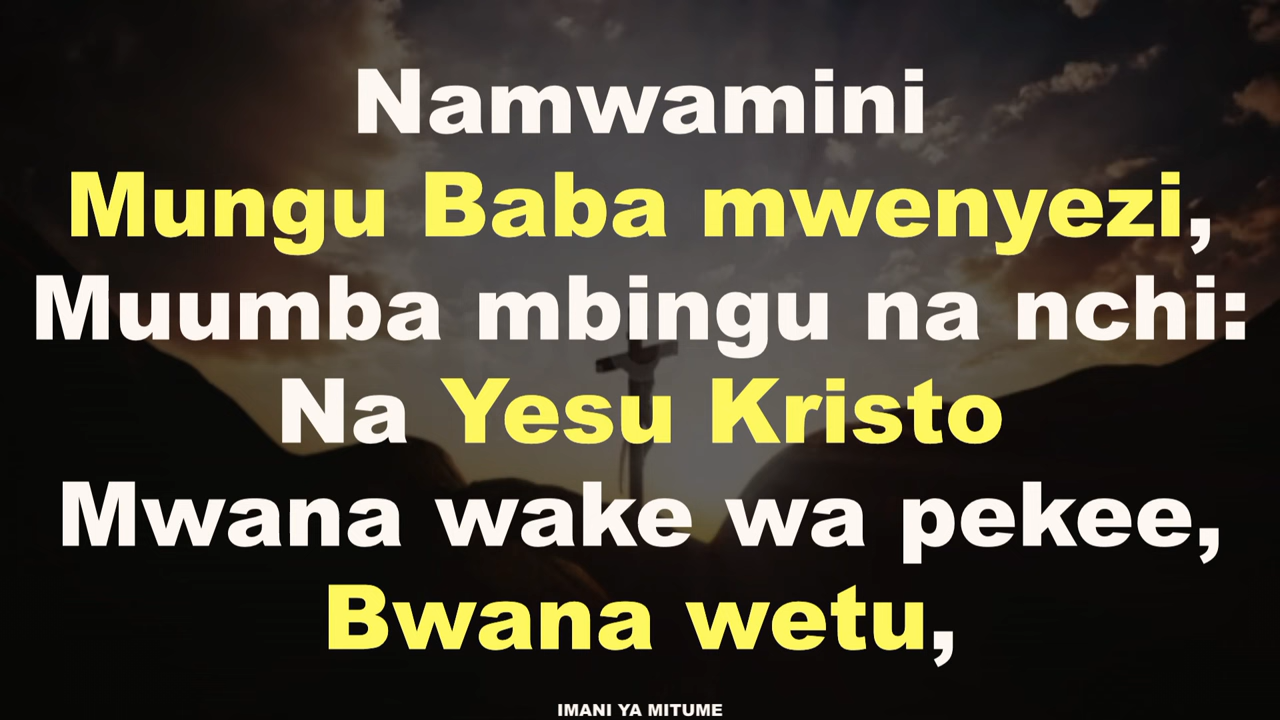 Namwamini
Mungu Baba mwenyezi,
Muumba mbingu na nchi:
Na Yesu Kristo
Mwana wake wa pekee,
Bwana wetu,
IMANI YA MITUME